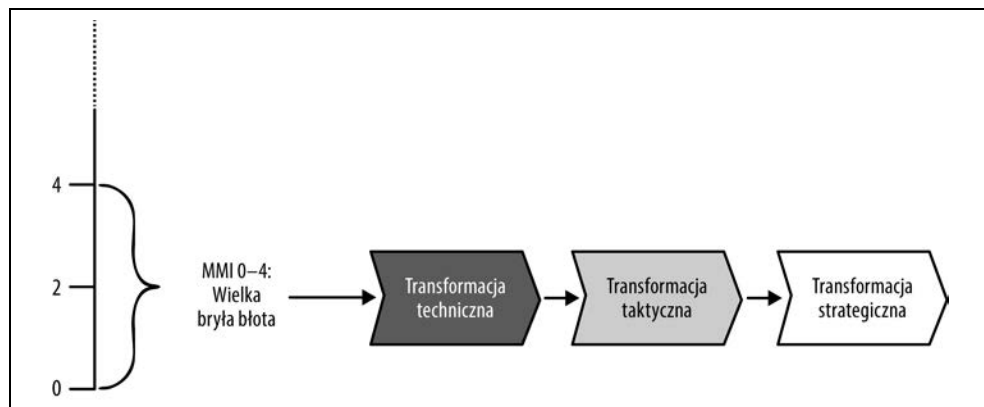 4
2
0
MMI 0–4:
Wielka
bryła błota
Transformacja
techniczna
Transformacja
taktyczna
Transformacja
strategiczna